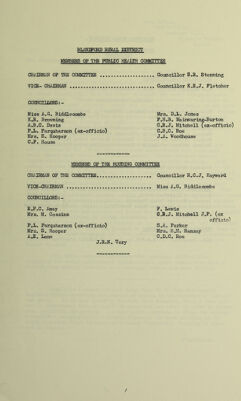 BLANDFORD RURAL DISTRICT
MEMBERS OF THE PUBLIC HEALTH COMMITTEE
CHAIRMAN OF THE COMMITTEE .................. Councillor S.R. Stenning
VICE- CHAIRMAN ............................ Councillor K.R.J. Fletcher
COUNCILLORS:-
Miss A.G. Biddlecombe Mrs. D.L. Jones
E.R. Browning Mainwaring-Burton
A.R.C. Davis G.R.J. Mitchell (ex-officio)
F.L. Farquharson (ex-officio) C.D.C. Roe
Mrs. S. Hooper J.A. Woodhouse
C.F. House
------------
MEMBERS OF THE HOUSING COMMITTEE
CHAIRMAN OF THE COMMITTEE.................. Councillor H.C.J. Hayward
VICE-CHAIRMAN ............................. Miss A.G. Biddlecombe
COUNCILLORS:-
E.F.C. Amey F. Lewis
Mrs. M. Cossins G.R.J. Mitchell J.P. (ex officio)
F.L. Farquharson (ex-officio) S.A. Parker
Mrs. S. Hooper Mrs. E.M. Ramsay
A.E. Lane C.D.C. Roe
J.R.N. Tory
------------